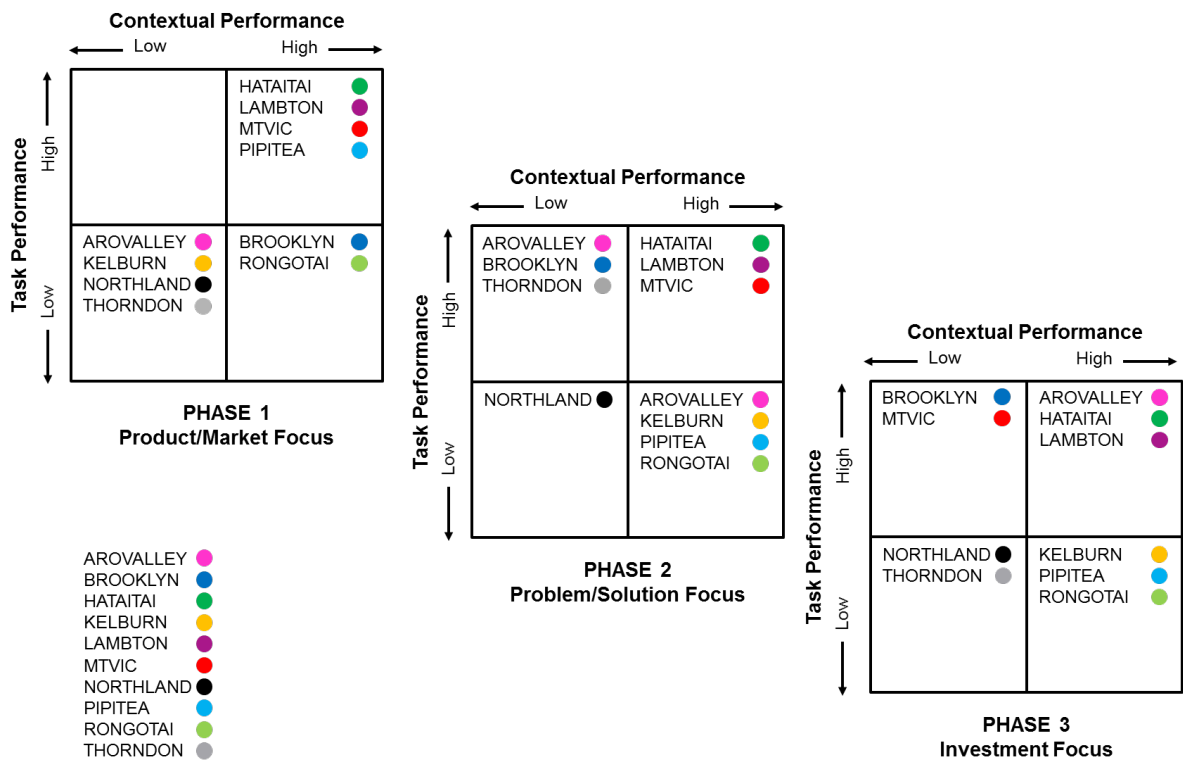 Contextual Performance
Low High
Task Performance
High
Low
HATAITAI
LAMBTON
MTVIC
PIPITEA
AROVALLEY
KELBURN
NORTHLAND
THORNDON
BROOKLYN
RONGOTAI
PHASE 1
Product/Market Focus
Contextual Performance
Low High
Task Performance
High
Low
AROVALLEY
BROOKLYN
THORNDON
HATAITAI
LAMBTON
MTVIC
NORTHLAND
AROVALLEY
KELBURN
PIPITEA
RONGOTAI
PHASE 2
Problem/Solution Focus
Contextual Performance
Low High
Task Performance
High
Low
BROOKLYN
MTVIC
AROVALLEY
HATAITAI
LAMBTON
NORTHLAND
THORNDON
KELBURN
PIPITEA
RONGOTAI
PHASE 3
Investment Focus
AROVALLEY
BROOKLYN
HATAITAI
KELBURN
LAMBTON
MTVIC
NORTHLAND
PIPITEA
RONGOTAI
THORNDON